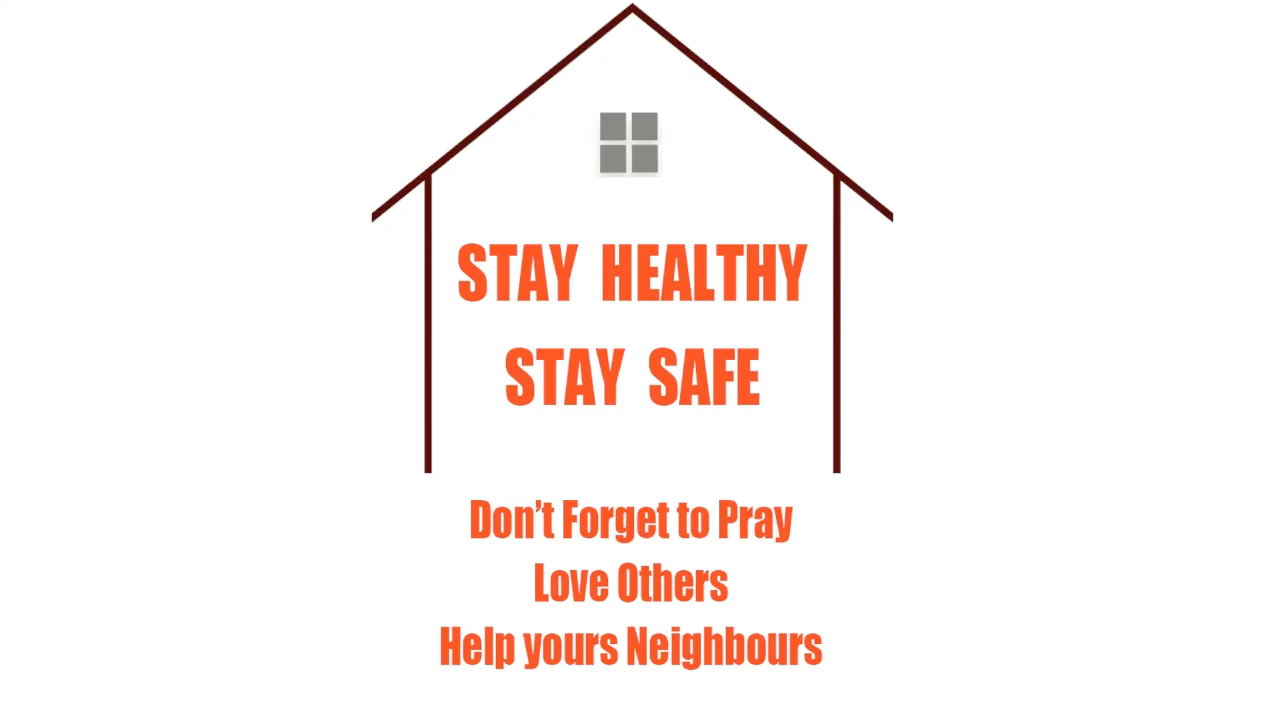 STAY HEALTHY
STAY SAFE
Don't Forget to Pray
Love Others
Help yours Neighbours